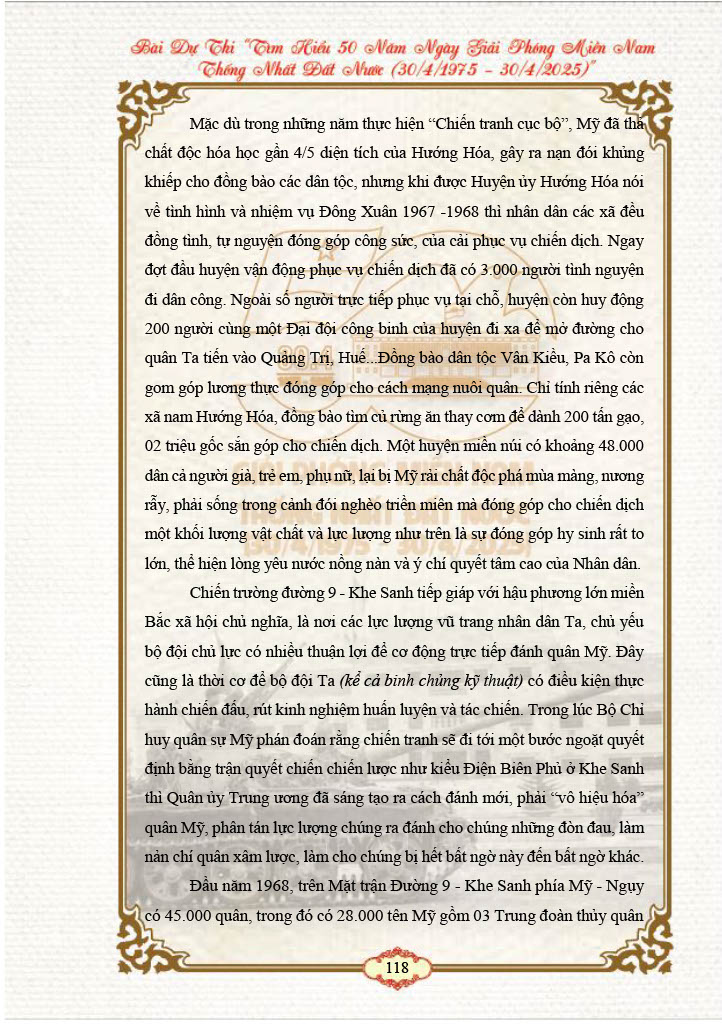 Bài Dự Thi “Tìm Hiểu 50 Năm Ngày Giải Phóng Miền Nam
Thống Nhất Đất Nước (30/4/1975 – 30/4/2025)”
Mặc dù trong những năm thực hiện “Chiến tranh cục bộ”, Mỹ đã thả
chất độc hóa học gần 4/5 diện tích của Hướng Hóa, gây ra nạn đói khủng
khiếp cho đồng bào các dân tộc, nhưng khi được Huyện ủy Hướng Hóa nói
về tình hình và nhiệm vụ Đông Xuân 1967 -1968 thì nhân dân các xã đều
đồng tình, tự nguyện đóng góp công sức, của cải phục vụ chiến dịch. Ngay
đợt đầu huyện vận động phục vụ chiến dịch đã có 3.000 người tình nguyện
đi dân công. Ngoài số người trực tiếp phục vụ tại chỗ, huyện còn huy động
200 người cùng một Đại đội công binh của huyện đi xa để mở đường cho
quân Ta tiến vào Quảng Trị, Huế...Đồng bào dân tộc Vân Kiều, Pa Kô còn
gom góp lương thực đóng góp cho cách mạng nuôi quân. Chỉ tính riêng các
xã nam Hướng Hóa, đồng bào tìm củ rừng ăn thay cơm để dành 200 tấn gạo,
02 triệu gốc sắn góp cho chiến dịch. Một huyện miền núi có khoảng 48.000
dân cả người già, trẻ em, phụ nữ, lại bị Mỹ rải chất độc phá mùa màng, nương
rẫy, phải sống trong cảnh đói nghèo triền miên mà đóng góp cho chiến dịch
một khối lượng vật chất và lực lượng như trên là sự đóng góp hy sinh rất to
lớn, thể hiện lòng yêu nước nồng nàn và ý chí quyết tâm cao của Nhân dân.
Chiến trường đường 9 - Khe Sanh tiếp giáp với hậu phương lớn miền
Bắc xã hội chủ nghĩa, là nơi các lực lượng vũ trang nhân dân Ta, chủ yếu
bộ đội chủ lực có nhiều thuận lợi để cơ động trực tiếp đánh quân Mỹ. Đây
cũng là thời cơ để bộ đội Ta (kể cả binh chủng kỹ thuật) có điều kiện thực
hành chiến đấu, rút kinh nghiệm huấn luyện và tác chiến. Trong lúc Bộ Chỉ
huy quân sự Mỹ phán đoán rằng chiến tranh sẽ đi tới một bước ngoặt quyết
định bằng trận quyết chiến chiến lược như kiểu Điện Biên Phủ ở Khe Sanh
thì Quân ủy Trung ương đã sáng tạo ra cách đánh mới, phải “vô hiệu hóa”
quân Mỹ, phân tán lực lượng chúng ra đánh cho chúng những đòn đau, làm
nản chí quân xâm lược, làm cho chúng bị hết bất ngờ này đến bất ngờ khác.
Đầu năm 1968, trên Mặt trận Đường 9 - Khe Sanh phía Mỹ - Ngụy
có 45.000 quân, trong đó có 28.000 tên Mỹ gồm 03 Trung đoàn thủy quân
118
30.4
GIẢI PHÓNG MIỀN NAM
THỐNG NHẤT ĐẤT NƯỚC
(30/4/1975 - 30/4/2025)